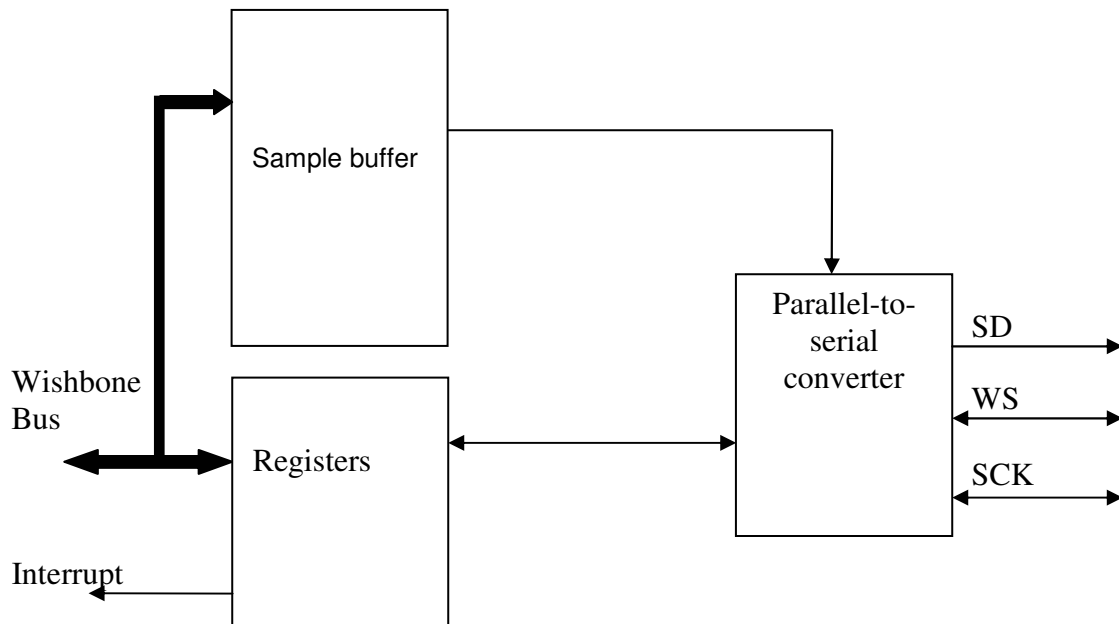 Sample buffer
Parallel-to-
serial
converter
SD
WS
SCK
Wishbone
Bus
Registers
Interrupt